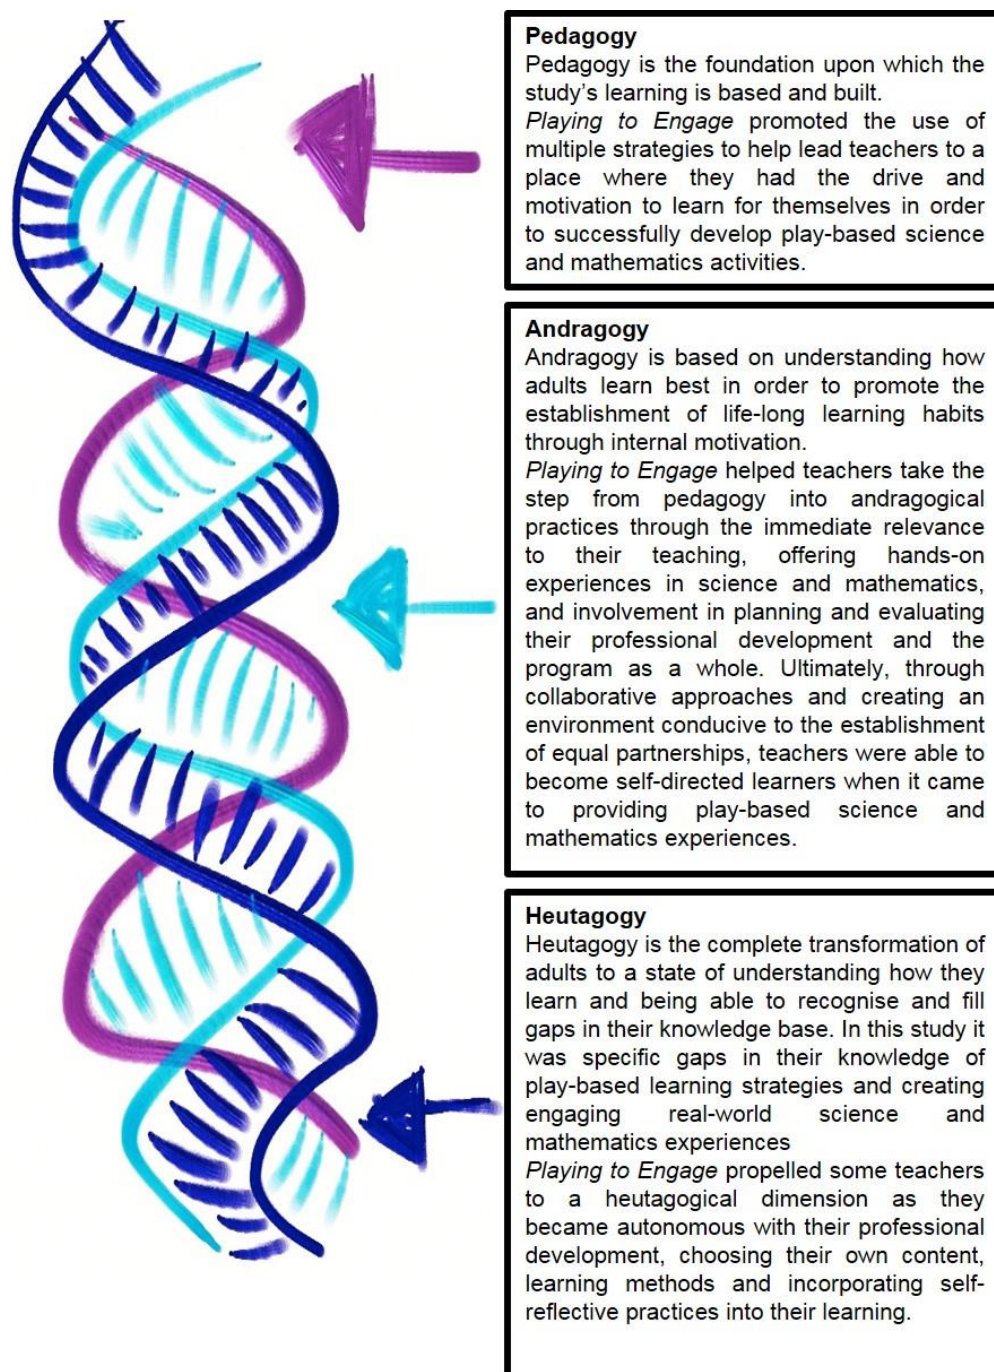 Pedagogy
Pedagogy is the foundation upon which the
study’s learning is based and built.
Playing to Engage promoted the use of
multiple strategies to help lead teachers to a
place where they had the drive and
motivation to learn for themselves in order
to successfully develop play-based science
and mathematics activities.
Andragogy
Andragogy is based on understanding how
adults learn best in order to promote the
establishment of life-long learning habits
through internal motivation.
Playing to Engage helped teachers take the
step from pedagogy into andragogical
practices through the immediate relevance
to their teaching, offering hands-on
experiences in science and mathematics,
and involvement in planning and evaluating
their professional development and the
program as a whole. Ultimately, through
collaborative approaches and creating an
environment conducive to the establishment
of equal partnerships, teachers were able to
become self-directed learners when it came
to providing play-based science and
mathematics experiences.
Heutagogy
Heutagogy is the complete transformation of
adults to a state of understanding how they
learn and being able to recognise and fill
gaps in their knowledge base. In this study it
was specific gaps in their knowledge of
play-based learning strategies and creating
engaging real-world science and
mathematics experiences
Playing to Engage propelled some teachers
to a heutagogical dimension as they
became autonomous with their professional
development, choosing their own content,
learning methods and incorporating self-
reflective practices into their learning.